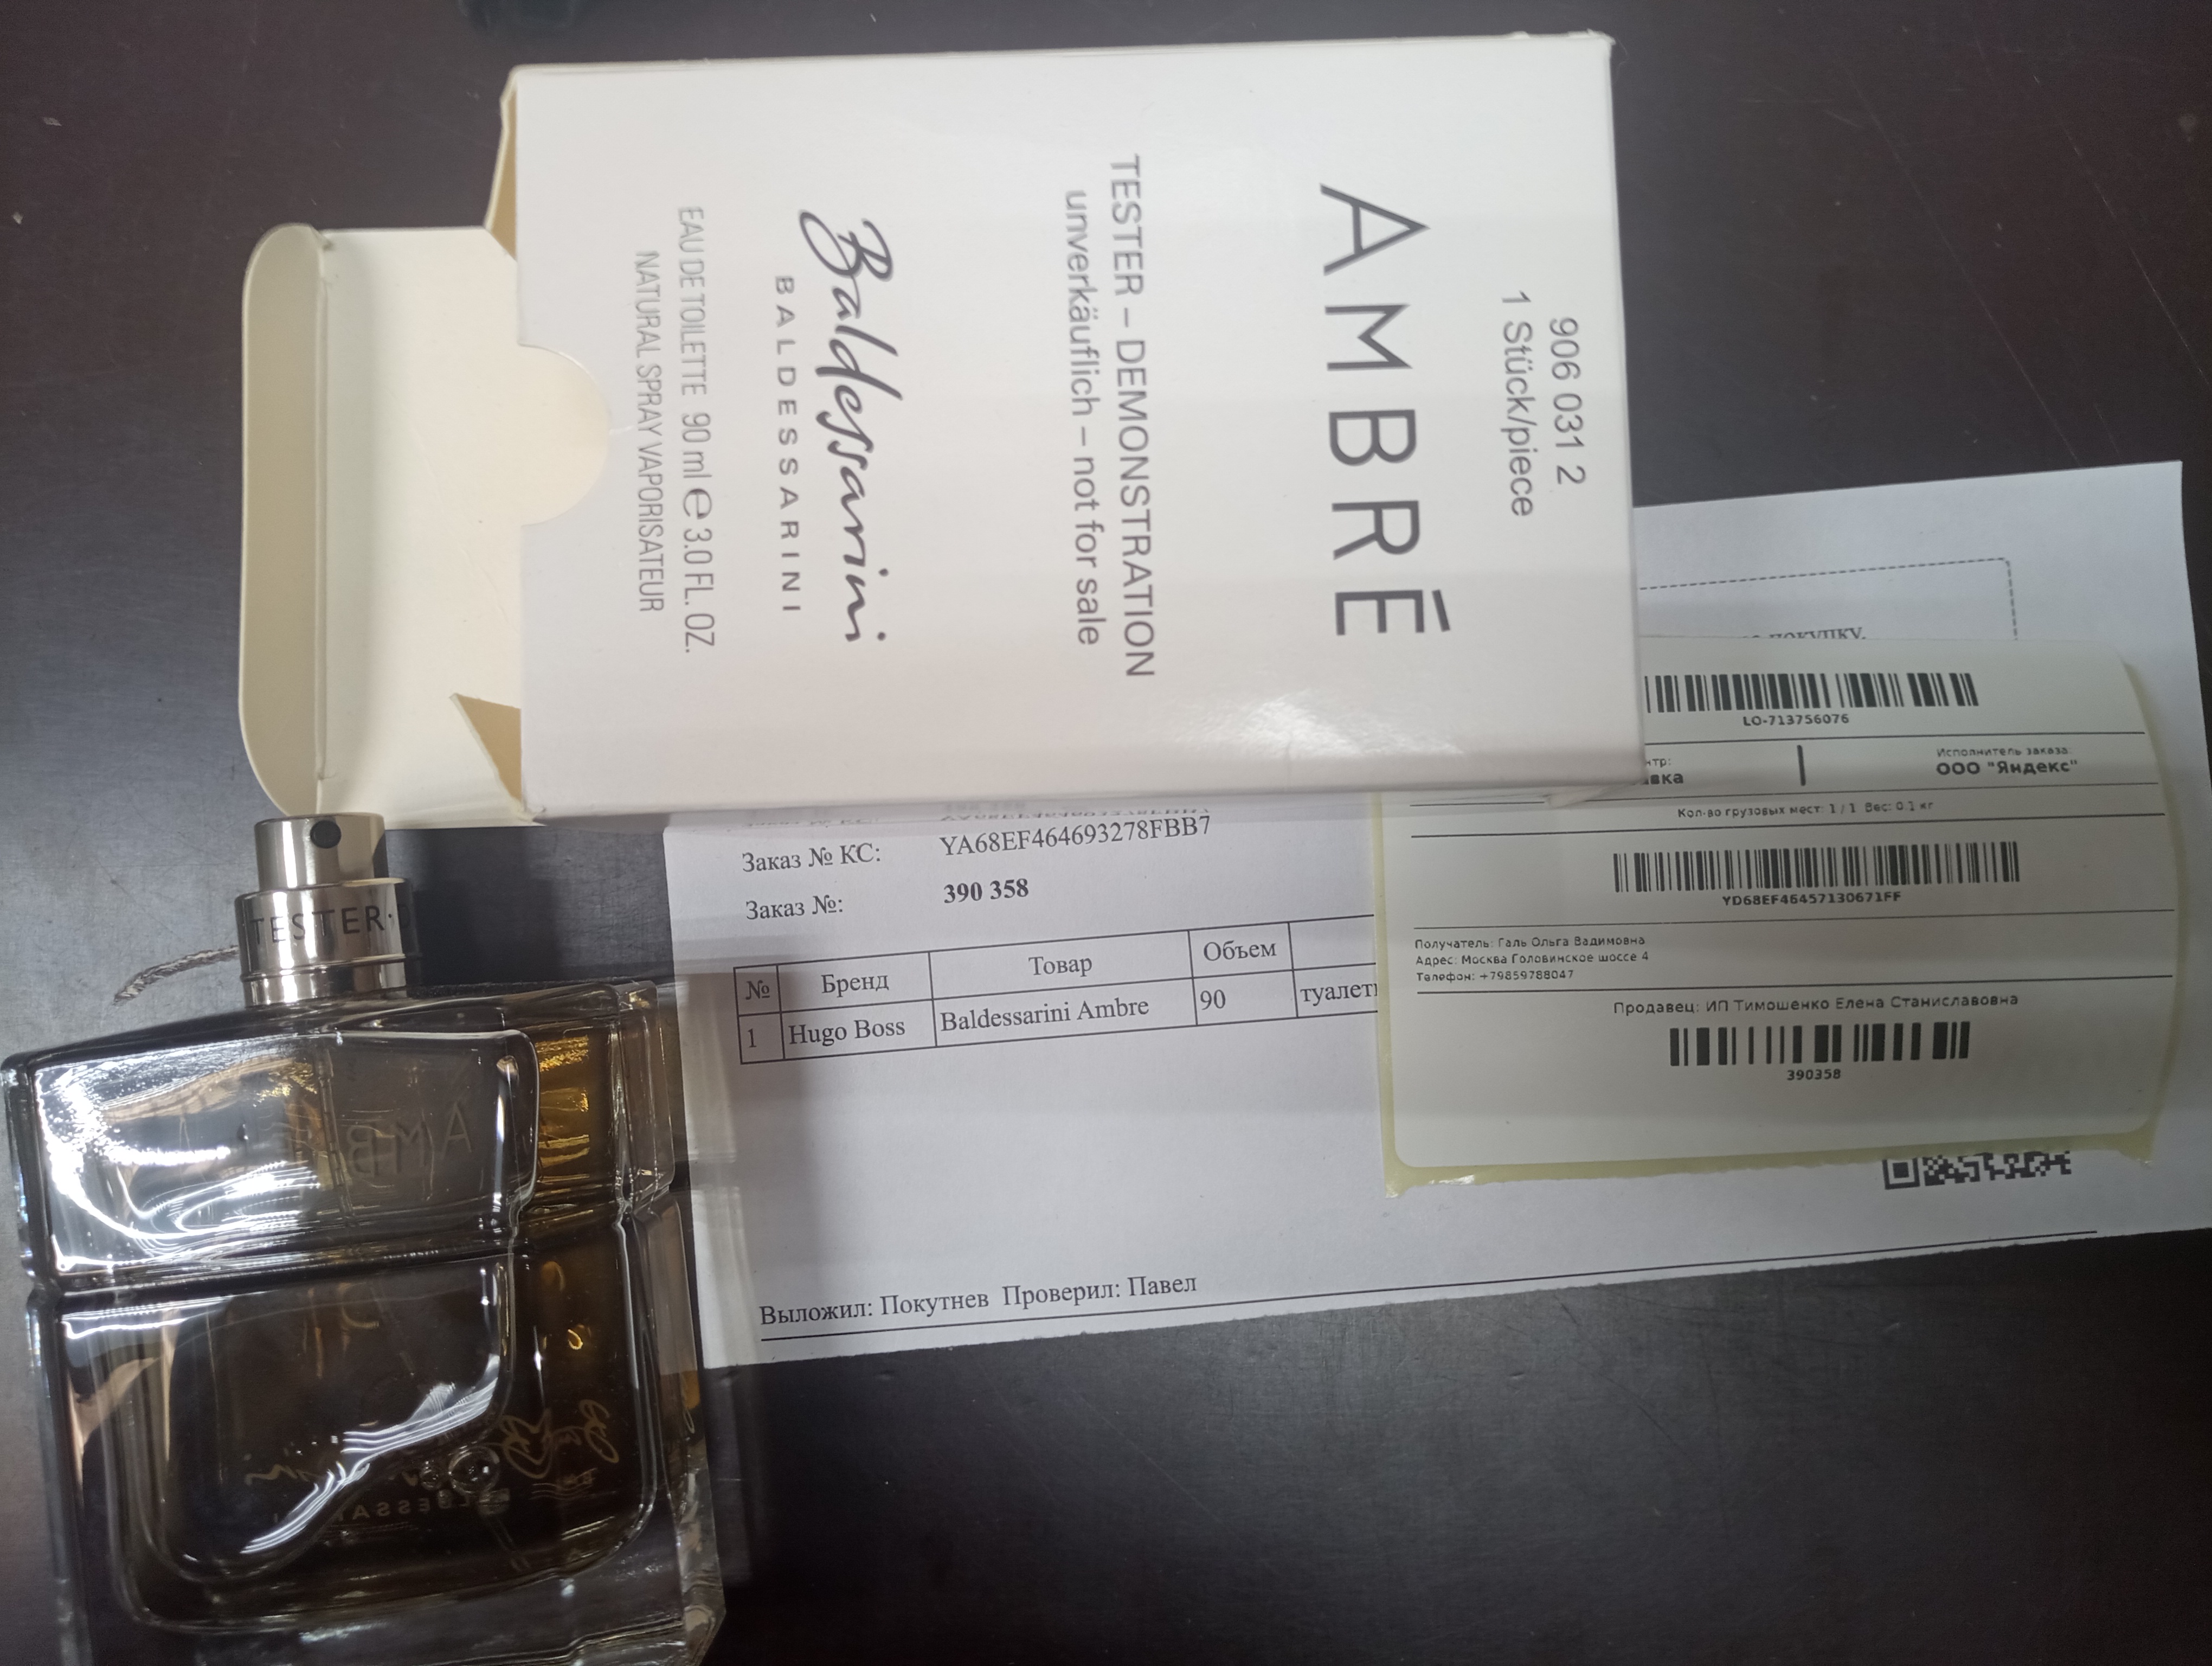 906 031 2
1 Stück/piece
AMBRÉ
TESTER – DEMONSTRATION
unverkäuflich – not for sale
Baldessarini
BALDESSARINI
EAU DE TOILETTE 90 ml ℮ 3.0 FL. OZ.
NATURAL SPRAY VAPORISATEUR
TESTER
AMB
покупку.
LO-713756076
Исполнитель заказа:
ООО "Яндекс"
Кол-во грузовых мест: 1 / 1 Вес: 0.1 кг
YD68EF46457130671FF
Получатель: Галь Ольга Вадимовна
Адрес: Москва Головинское шоссе 4
Телефон: +79859788047
Продавец: ИП Тимошенко Елена Станиславовна
390358
Заказ № КС: YA68EF464693278FBB7
Заказ №: 390 358
№ Бренд Товар Объем
1 Hugo Boss Baldessarini Ambre 90 туалет
Выложил: Покутнев Проверил: Павел